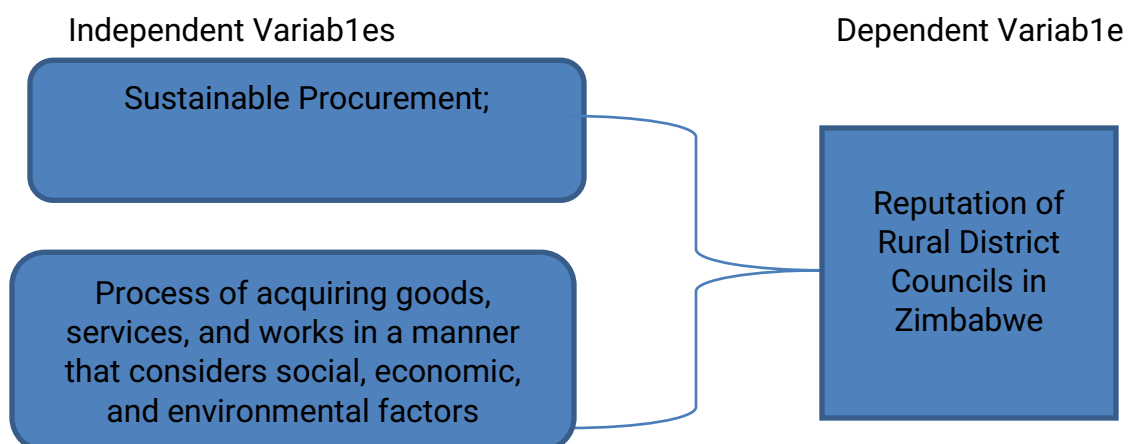 Independent Variab1es
Dependent Variab1e
Sustainable Procurement;
Process of acquiring goods,
services, and works in a manner
that considers social, economic,
and environmental factors
Reputation of
Rural District
Councils in
Zimbabwe